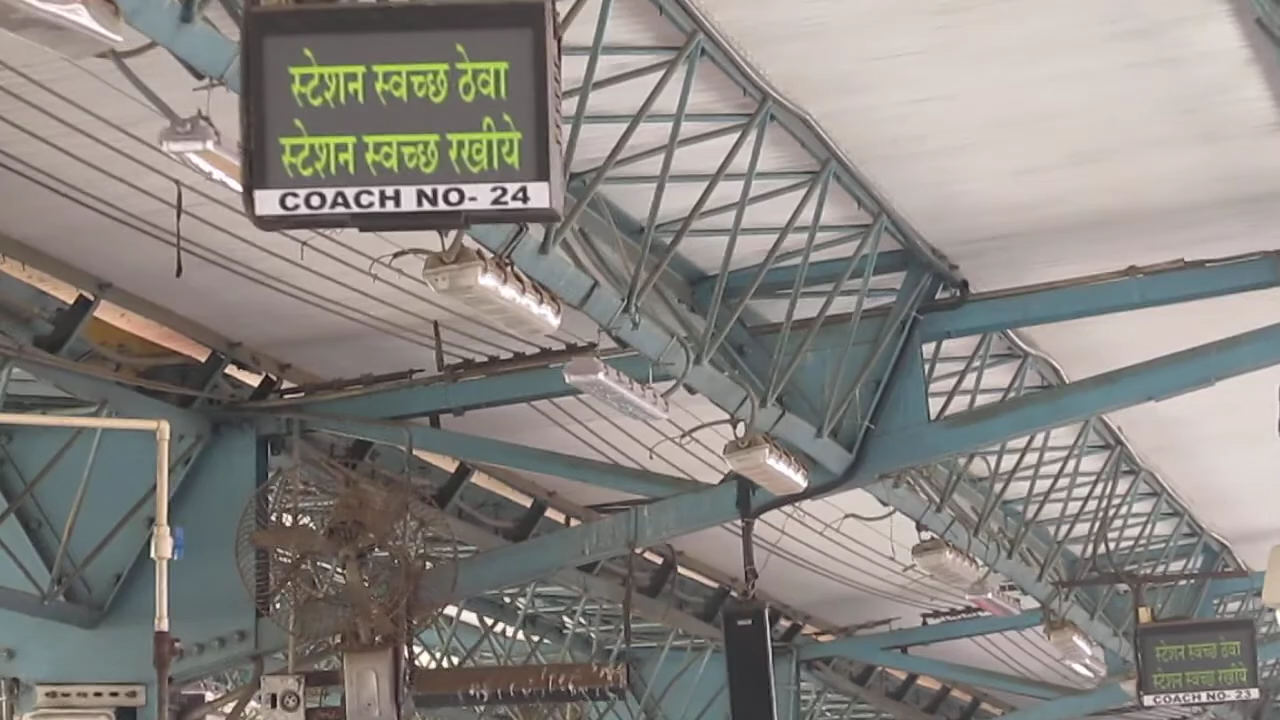 स्टेशन स्वच्छ ठेवा
स्टेशन स्वच्छ रखीये
COACH NO- 24
स्टेशन स्वच्छ ठेवा
स्टेशन स्वच्छ रखीये
COACH NO- 23